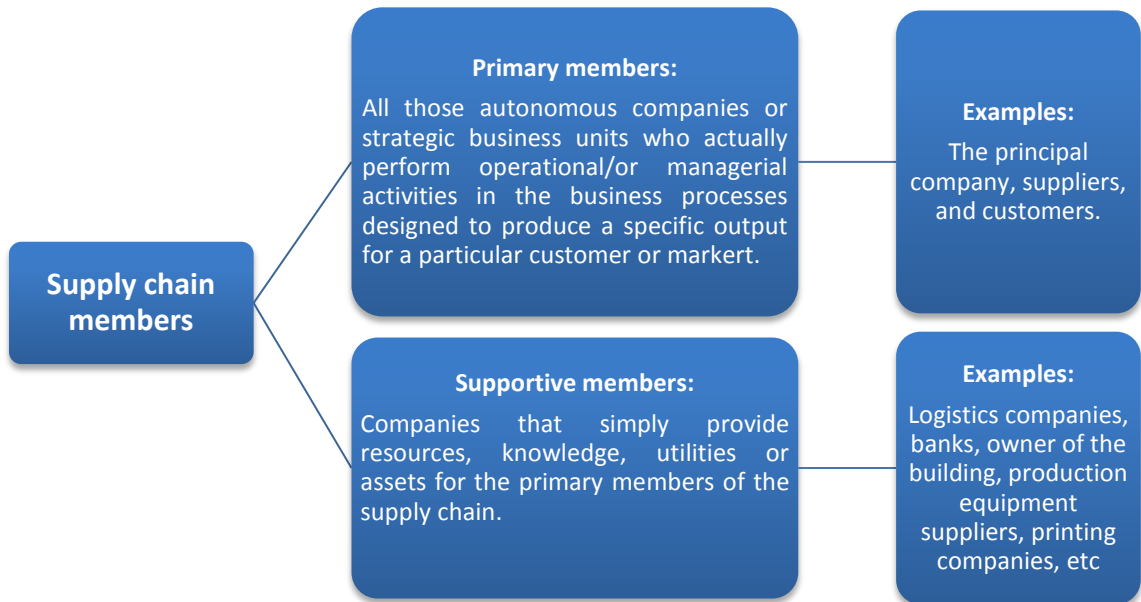 Supply chain
members
Primary members:
All those autonomous companies or
strategic business units who actually
perform operational/or managerial
activities in the business processes
designed to produce a specific output
for a particular customer or markert.
Examples:
The principal
company, suppliers,
and customers.
Supportive members:
Companies that simply provide
resources, knowledge, utilities or
assets for the primary members of the
supply chain.
Examples:
Logistics companies,
banks, owner of the
building, production
equipment
suppliers, printing
companies, etc